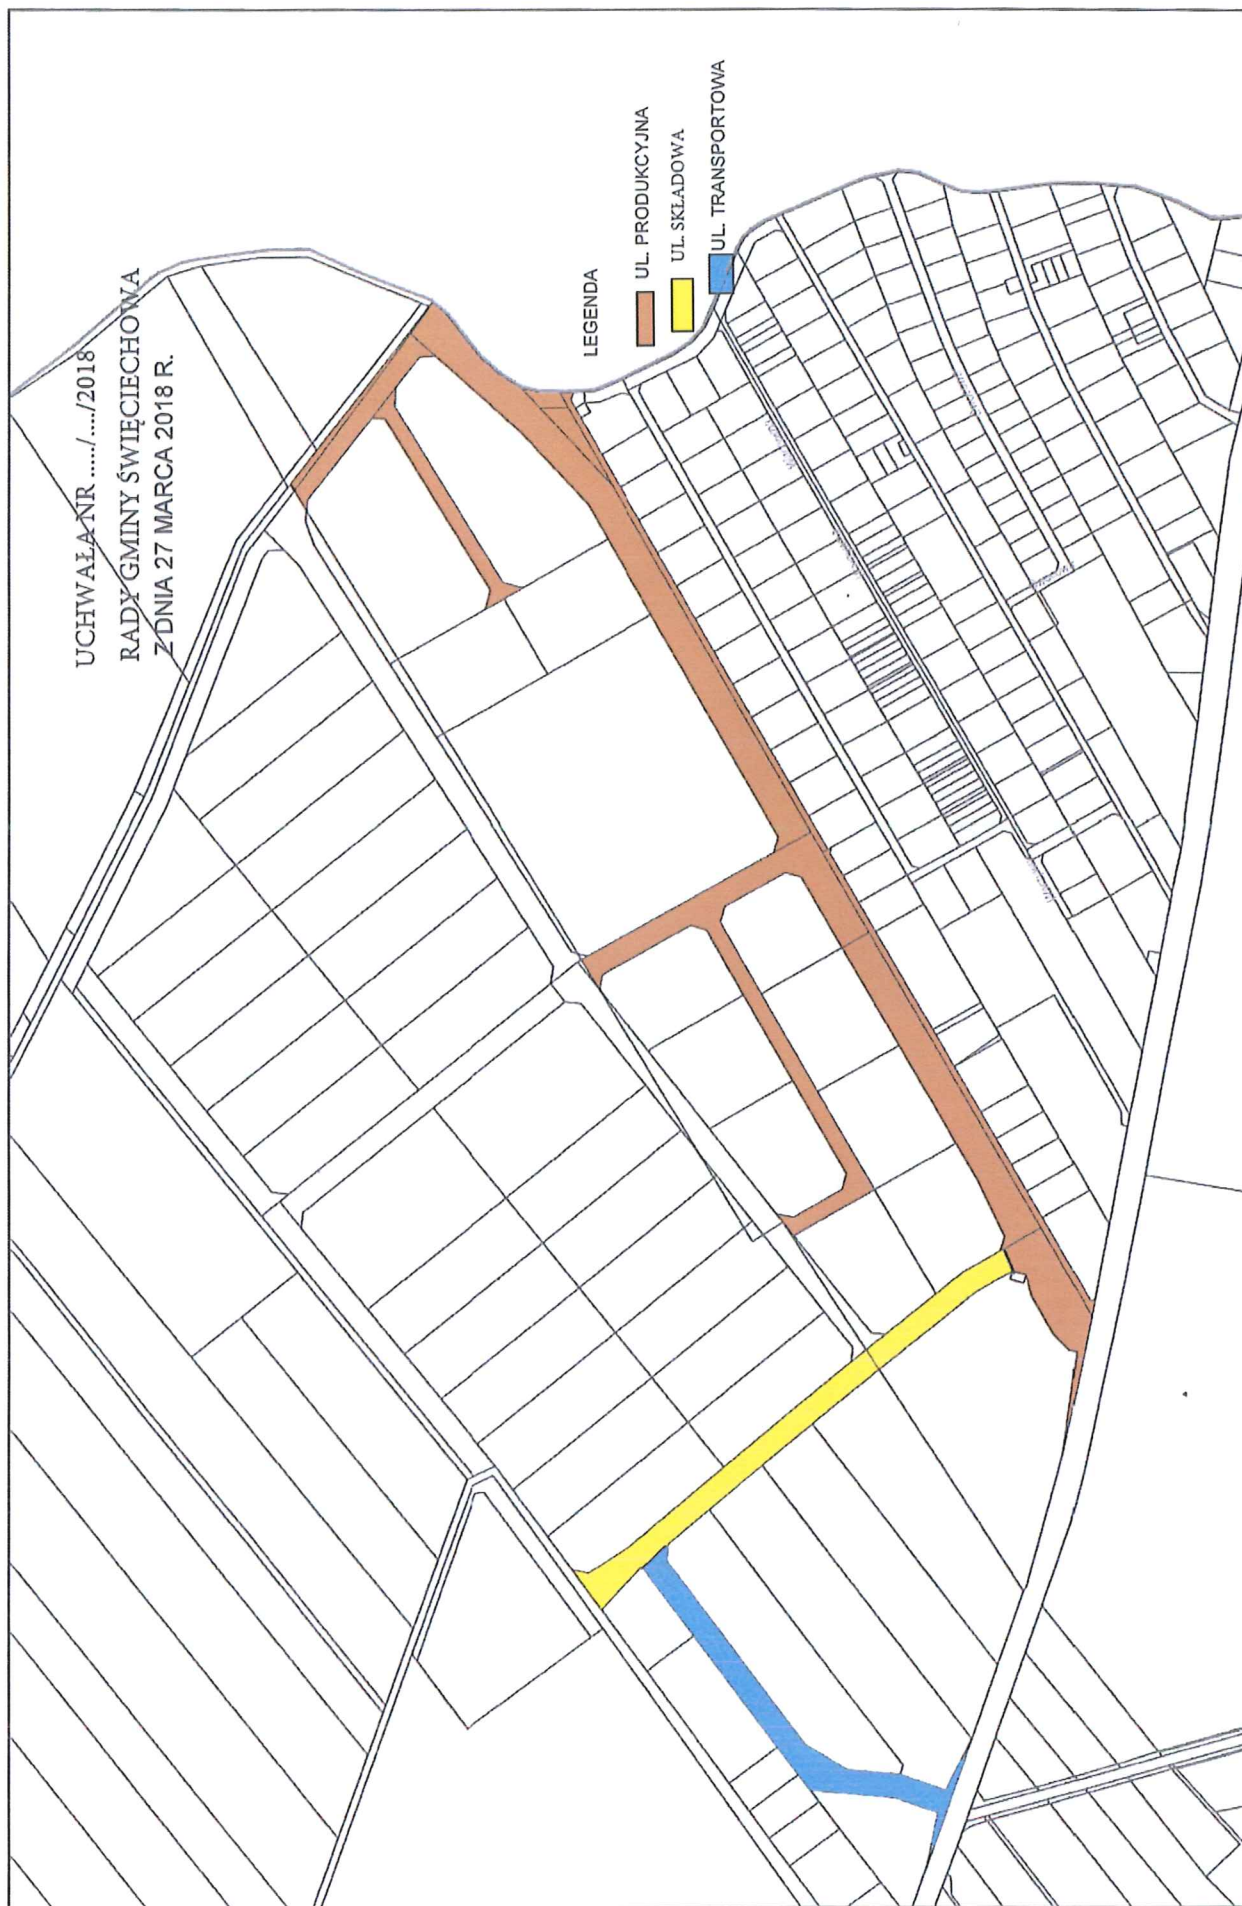 UCHWAŁA NR ....../....../2018
RADY GMINY ŚWIĘCIECHOWA
Z DNIA 27 MARCA 2018 R.
LEGENDA
UL. PRODUKCYJNA
UL. SKŁADOWA
UL. TRANSPORTOWA